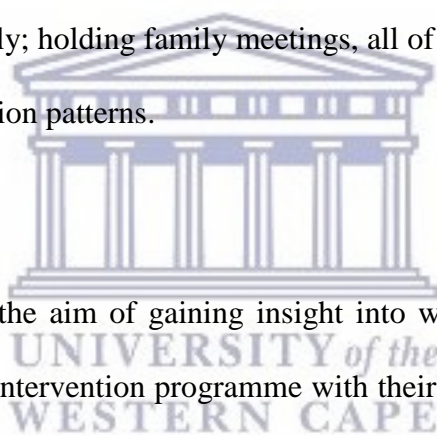 ly; holding family meetings, all of
ion patterns.
the aim of gaining insight into w
UNIVERSITY of the
intervention programme with their
WESTERN CAPE